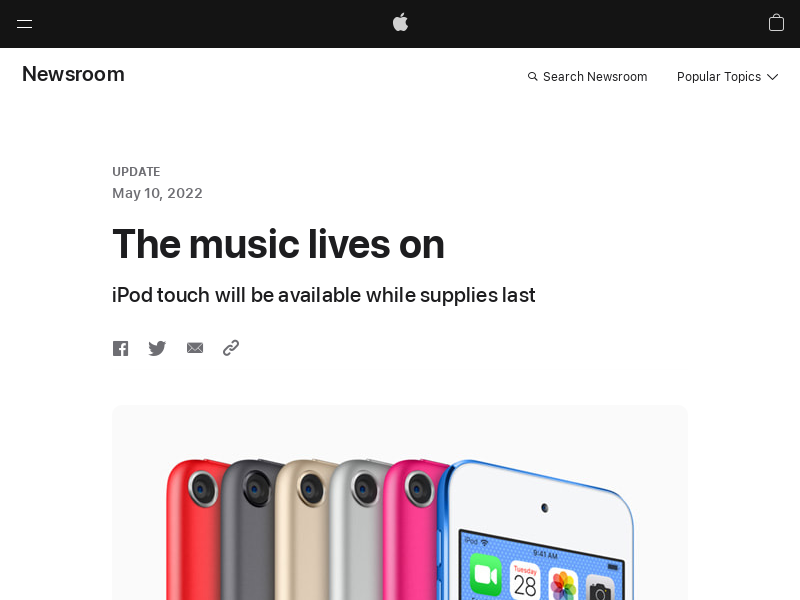 Newsroom
Search Newsroom
Popular Topics
UPDATE
May 10, 2022
The music lives on
iPod touch will be available while supplies last
iPod
9:41 AM
Tuesday
28